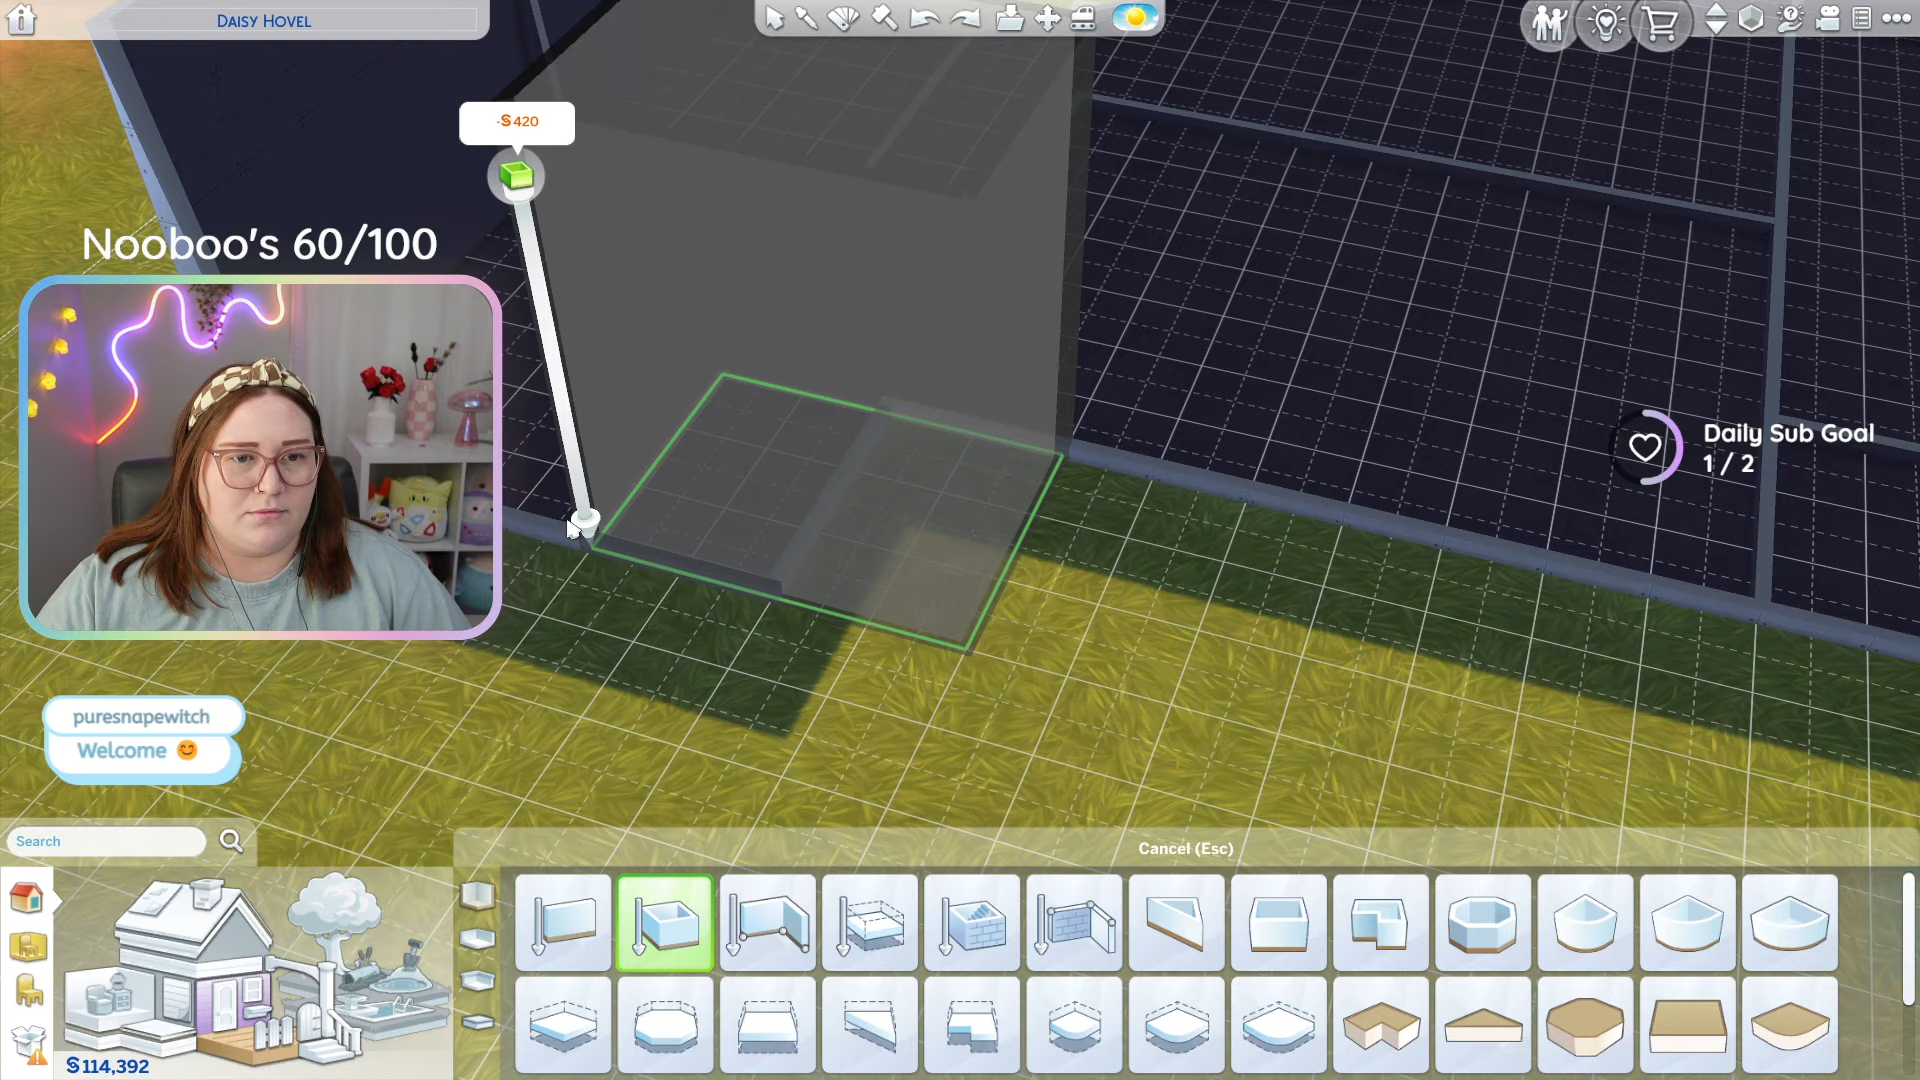 DAISY HOVEL
-§420
Nooboo's 60/100
Daily Sub Goal
1 / 2
puresnapewitch
Welcome 😊
Search
Cancel (Esc)
§114,392